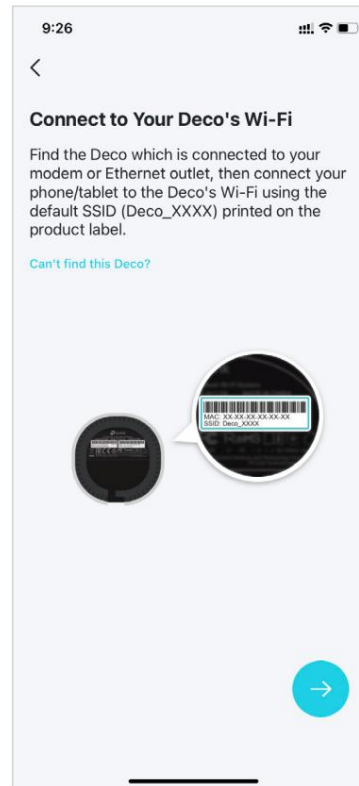 9:26
Connect to Your Deco's Wi-Fi
Find the Deco which is connected to your
modem or Ethernet outlet, then connect your
phone/tablet to the Deco's Wi-Fi using the
default SSID (Deco_XXXX) printed on the
product label.
Can't find this Deco?
MAC: XX-XX-XX-XX-XX-XX
SSID: Deco_XXXX